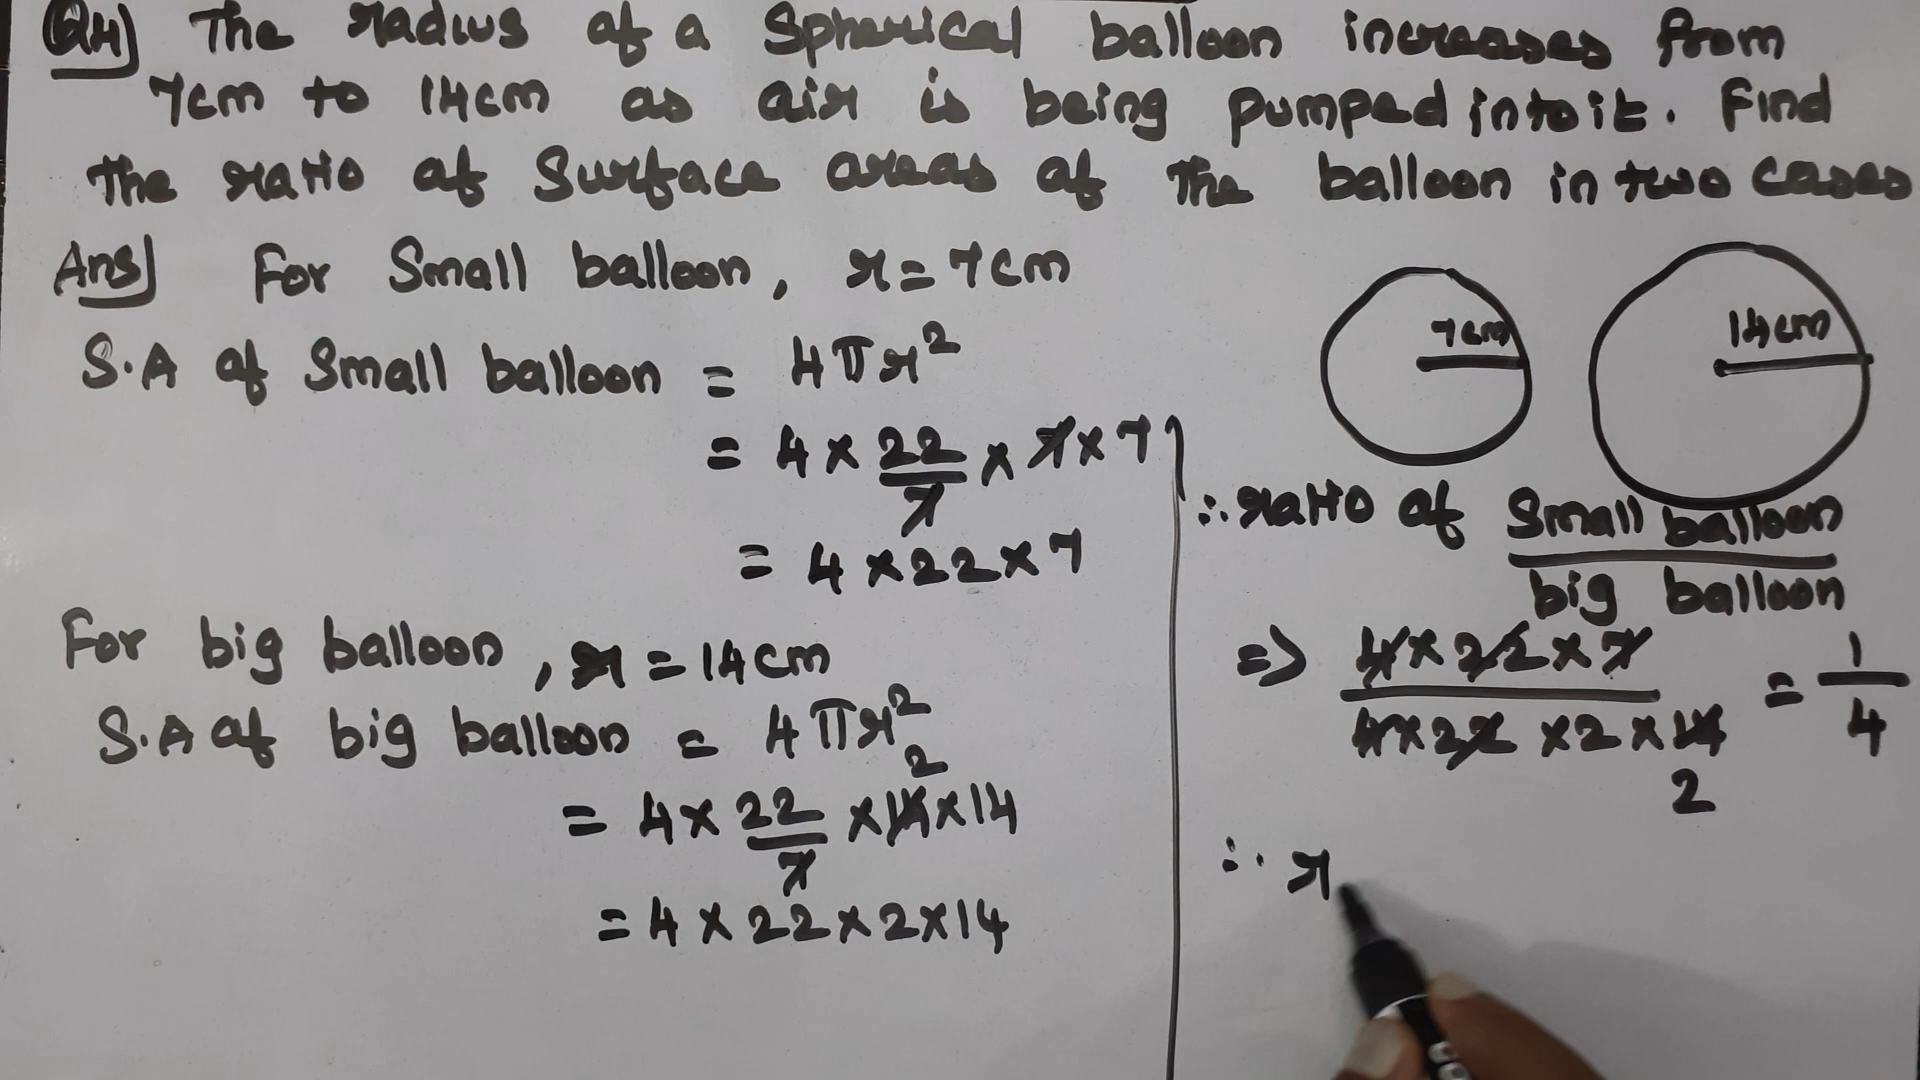 Q4) The radius of a Spherical balloon increases from
7cm to 14cm as air is being pumped into it. Find
the ratio of Surface areas of the balloon in two cases
Ans) For Small balloon, r = 7cm
S.A of Small balloon = 4πr²
= 4 × 22/7 × 7 × 7
= 4 × 22 × 7
For big balloon, r = 14cm
S.A of big balloon = 4πr²
2
= 4 × 22/7 × 14 × 14
= 4 × 22 × 2 × 14
7cm
14cm
∴ ratio of Small balloon
big balloon
=> 4 × 22 × 7 / 4 × 22 × 2 × 14 = 1/4
2
∴ r